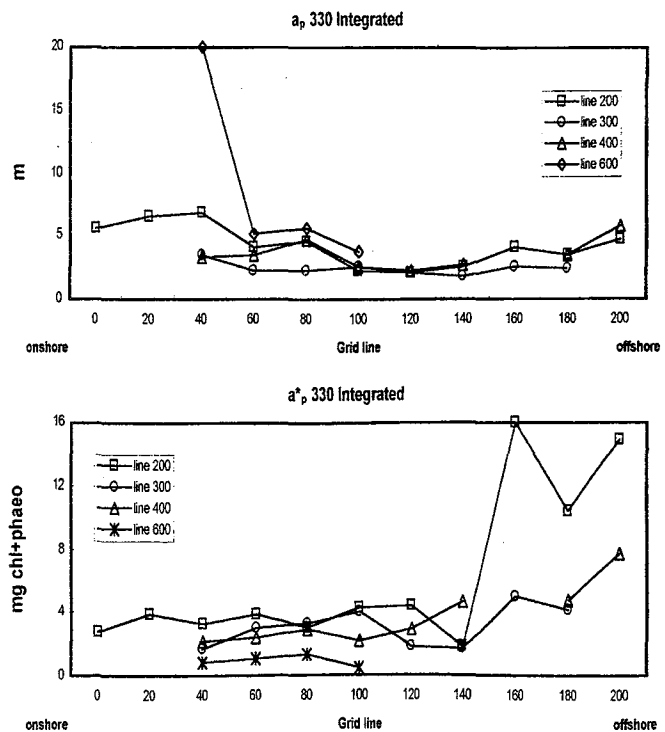 aₚ 330 Integrated
20
15
10
5
0
m
line 200
line 300
line 400
line 600
0 20 40 60 80 100 120 140 160 180 200
onshore Grid line offshore
a*ₚ 330 Integrated
16
12
8
4
0
mg chl+phaeo
line 200
line 300
line 400
line 600
0 20 40 60 80 100 120 140 160 180 200
onshore Grid line offshore